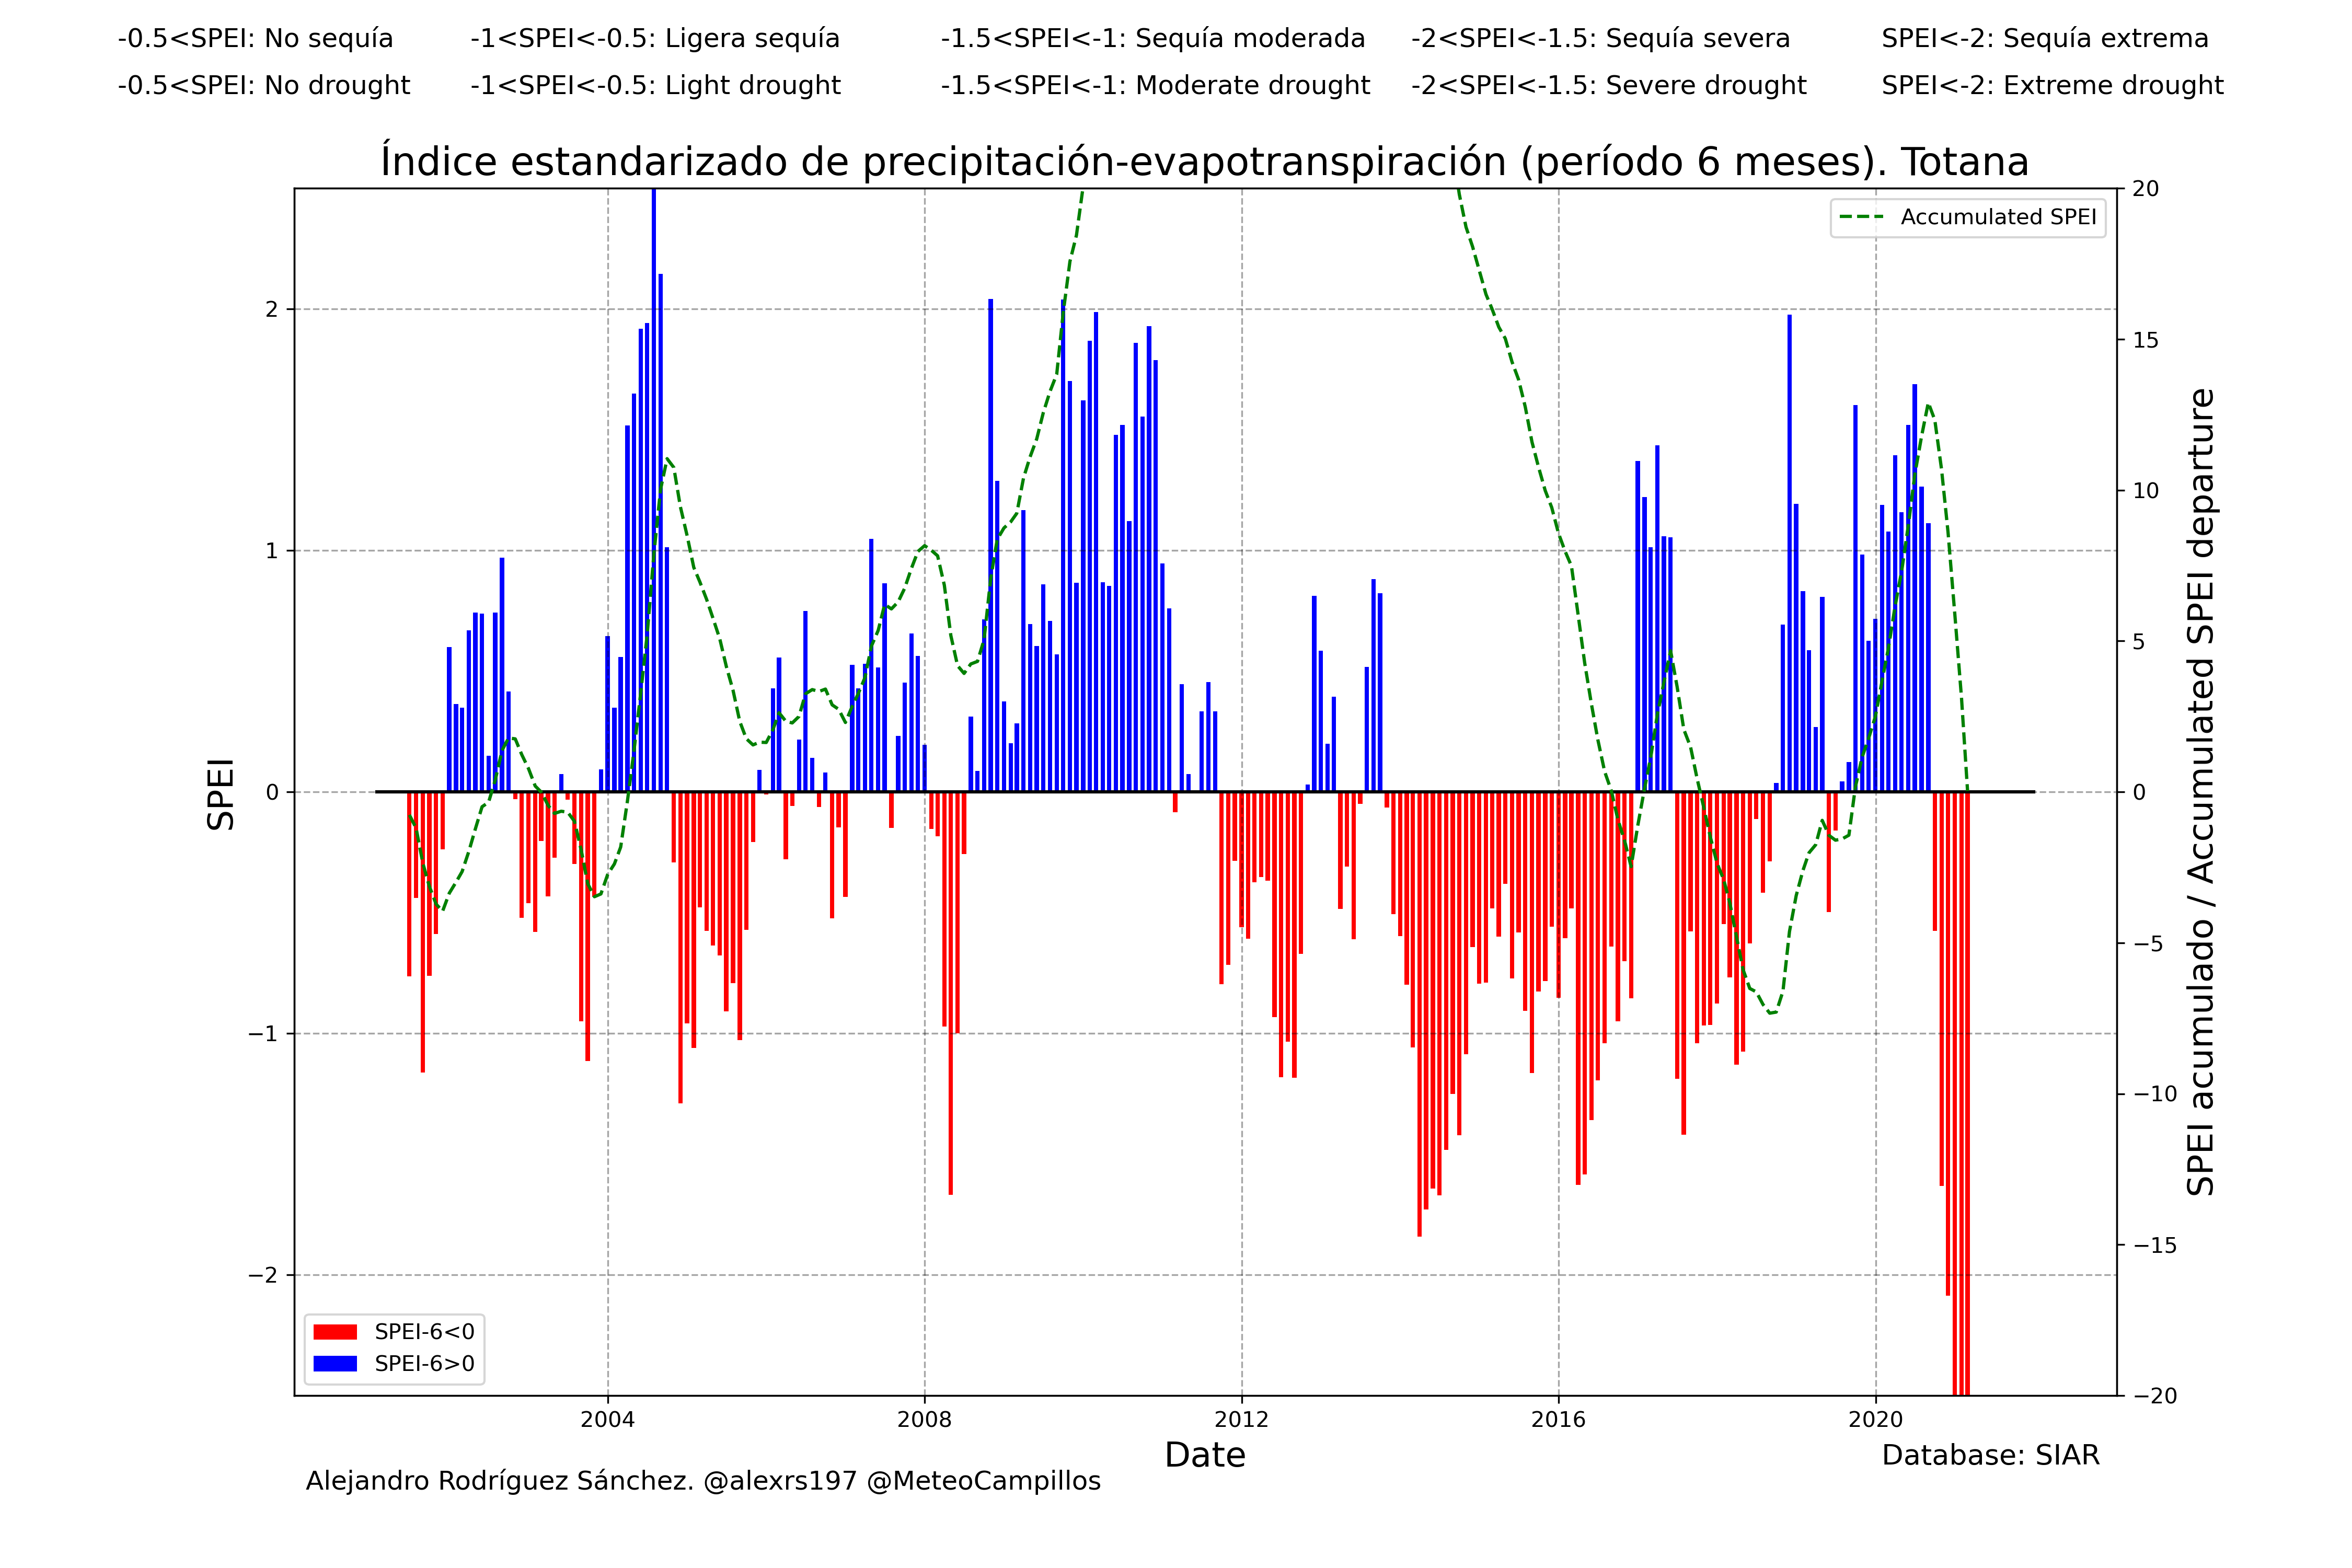 -0.5<SPEI: No sequía -1<SPEI<-0.5: Ligera sequía -1.5<SPEI<-1: Sequía moderada -2<SPEI<-1.5: Sequía severa SPEI<-2: Sequía extrema
-0.5<SPEI: No drought -1<SPEI<-0.5: Light drought -1.5<SPEI<-1: Moderate drought -2<SPEI<-1.5: Severe drought SPEI<-2: Extreme drought
Índice estandarizado de precipitación-evapotranspiración (período 6 meses). Totana
Accumulated SPEI
SPEI
2
1
0
−1
−2
20
15
10
5
0
−5
−10
−15
−20
SPEI acumulado / Accumulated SPEI departure
SPEI-6<0
SPEI-6>0
2004 2008 2012 2016 2020
Date
Database: SIAR
Alejandro Rodríguez Sánchez. @alexrs197 @MeteoCampillos